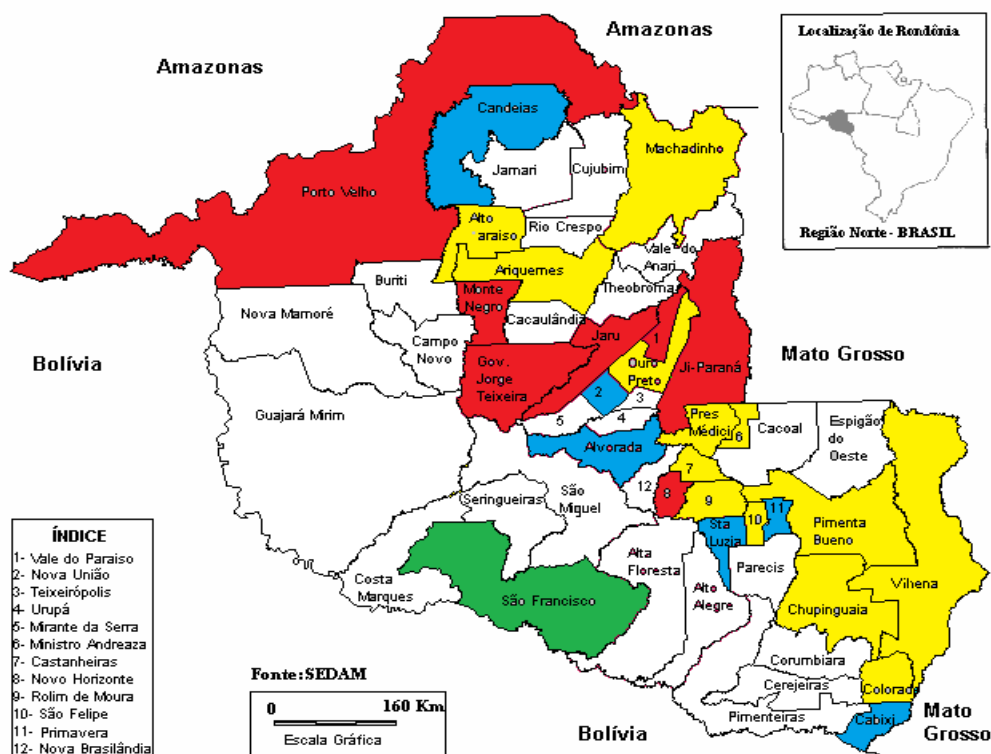 Amazonas
Amazonas
Localização de Rondônia
Região Norte - BRASIL
Candeias
Machadinho
Jamari
Cujubim
Porto Velho
Alto
araiso
Rio Crespo
Vale do
Anari
Ariquemes
Buriti
Theobroma
Monte
Negro
Nova Mamoré
Cacaulândia
Jaru
1
Campo
Novo
Bolívia
Gov.
Jorge
Teixeira
Ouro
Preto
Ji-Paraná
Mato Grosso
2
3
Guajará Mirim
5
4
Pres
Médici
6
Cacoal
Espigão
do
Oeste
Alvorada
7
12
8
9
Seringueiras
São
Miquel
10
11
Sta
Luzia
Pimenta
Bueno
Alta
Floresta
Parecis
Vihena
Costa
Marques
São Francisco
Alto
Alegre
Chupinguaia
Corumbiara
Cerejeiras
Colorado
Pimenteiras
Cabixi
Mato
Grosso
Bolívia
ÍNDICE
1- Vale do Paraiso
2- Nova União
3- Teixeirópolis
4- Urupá
5- Mirante da Serra
6- Ministro Andreaza
7- Castanheiras
8- Novo Horizonte
9- Rolim de Moura
10- São Felipe
11- Primavera
12- Nova Brasilândia
Fonte:SEDAM
0 160 Km
Escala Gráfica